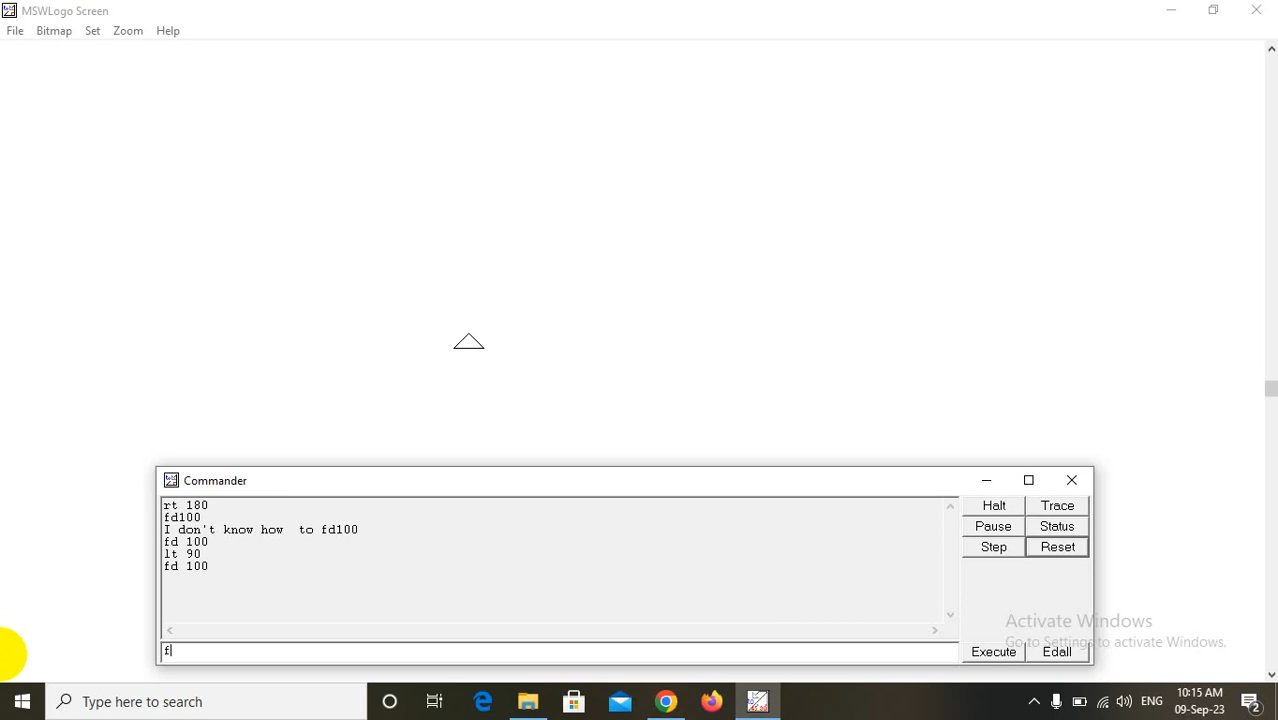 MSWLogo Screen
File Bitmap Set Zoom Help
Commander
rt 180
fd100
I don't know how  to fd100
fd 100
lt 90
fd 100
f
Halt Trace
Pause Status
Step Reset
Execute Edall
Activate Windows
Go to Settings to activate Windows.
Type here to search
ENG
10:15 AM
09-Sep-23
2